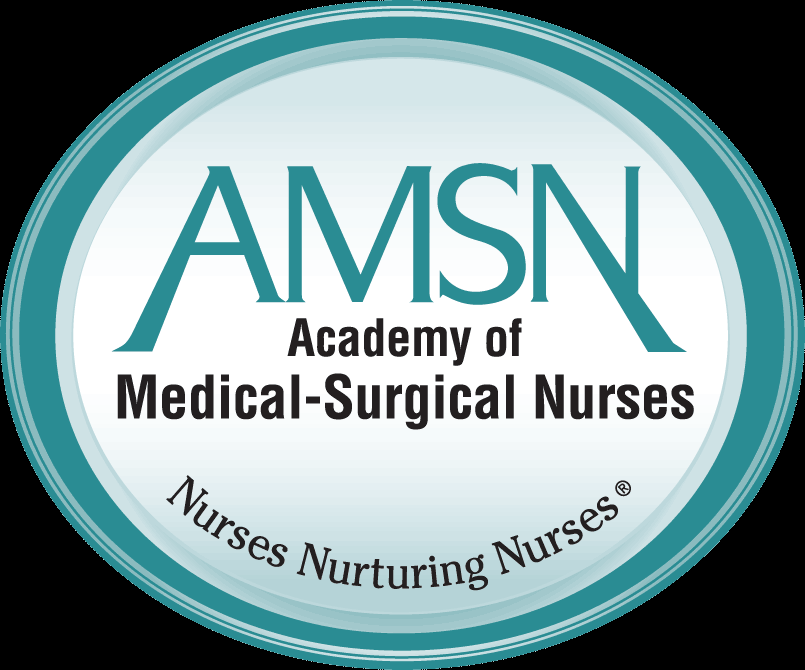 AMSN
Academy of
Medical-Surgical Nurses
Nurses Nurturing Nurses®